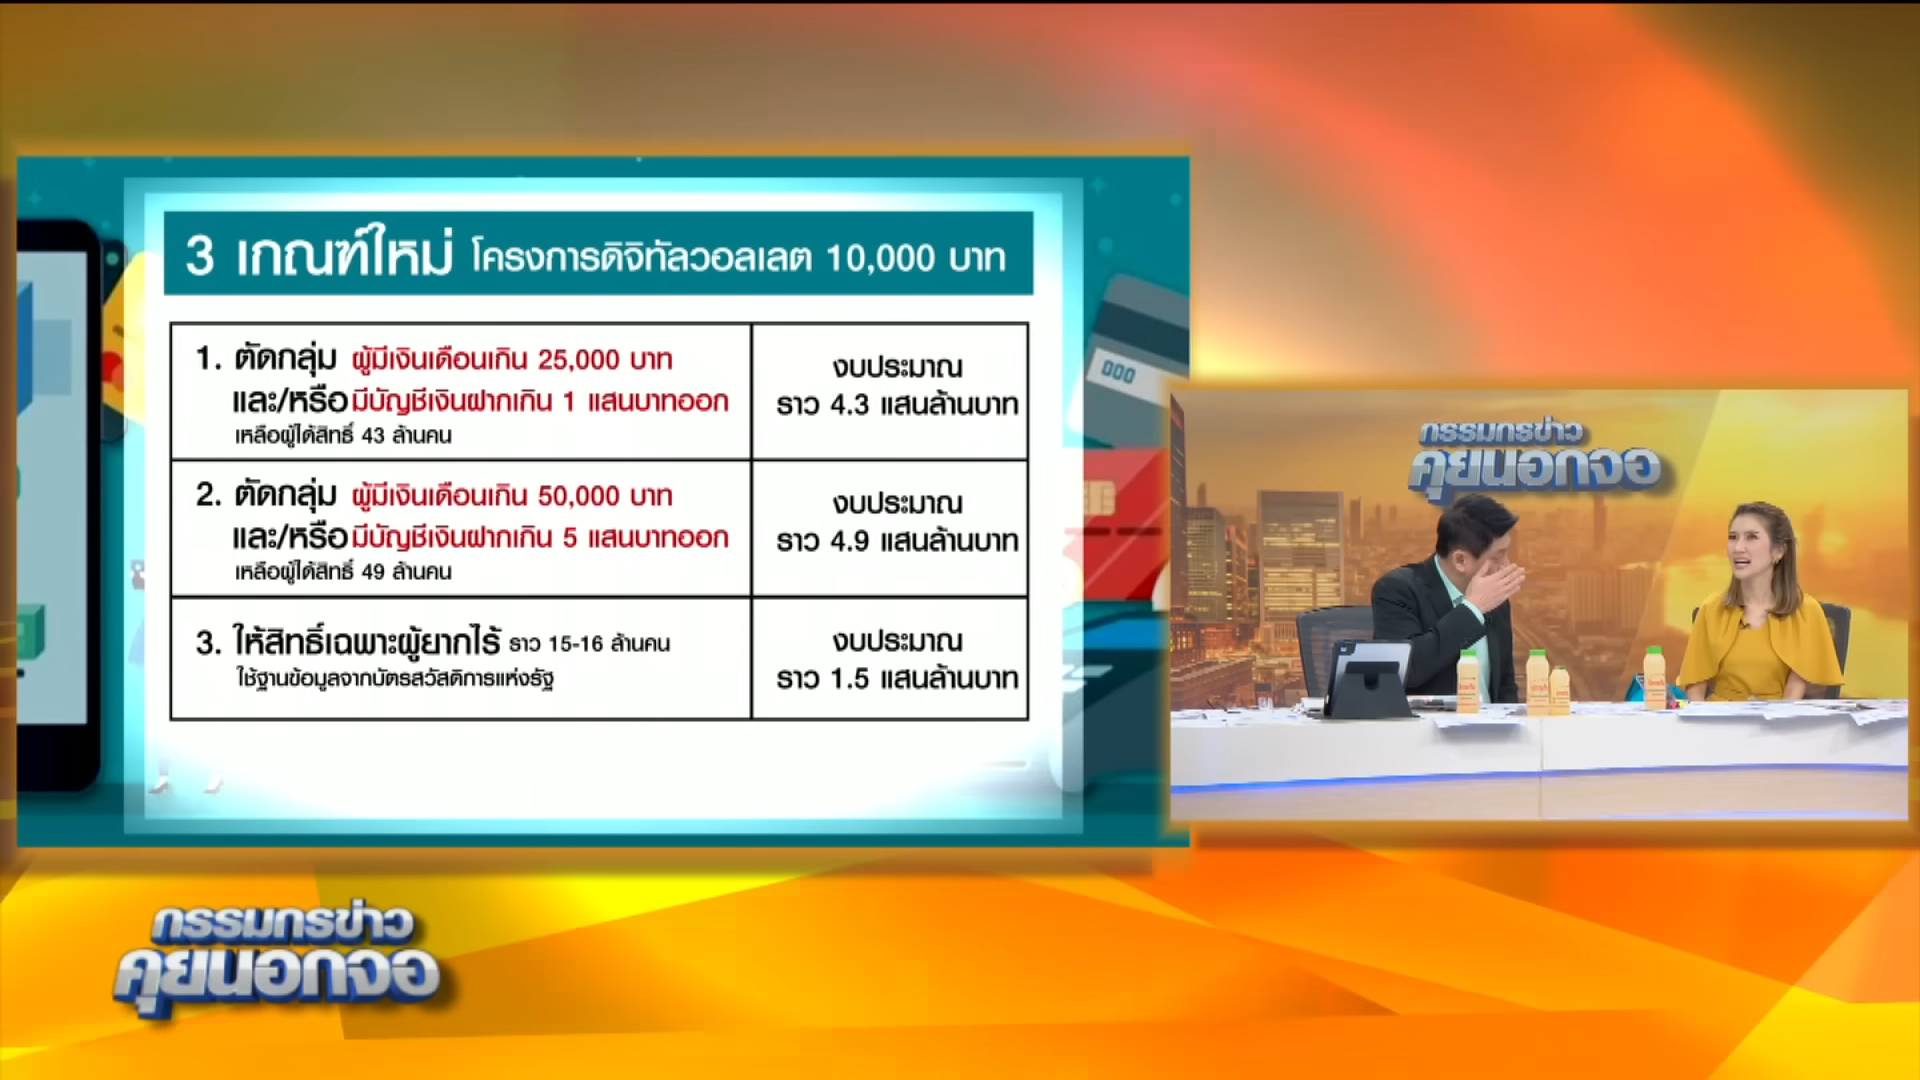 3 เกณฑ์ใหม่ โครงการดิจิทัลวอลเลต 10,000 บาท
1. ตัดกลุ่ม ผู้มีเงินเดือนเกิน 25,000 บาท
และ/หรือ มีบัญชีเงินฝากเกิน 1 แสนบาทออก
เหลือผู้ได้สิทธิ์ 43 ล้านคน
งบประมาณ
ราว 4.3 แสนล้านบาท
2. ตัดกลุ่ม ผู้มีเงินเดือนเกิน 50,000 บาท
และ/หรือ มีบัญชีเงินฝากเกิน 5 แสนบาทออก
เหลือผู้ได้สิทธิ์ 49 ล้านคน
งบประมาณ
ราว 4.9 แสนล้านบาท
3. ให้สิทธิ์เฉพาะผู้ยากไร้ ราว 15-16 ล้านคน
ใช้ฐานข้อมูลจากบัตรสวัสดิการแห่งรัฐ
งบประมาณ
ราว 1.5 แสนล้านบาท
000
กรรมกรข่าว
คุยนอกจอ
กรรมกรข่าว
คุยนอกจอ